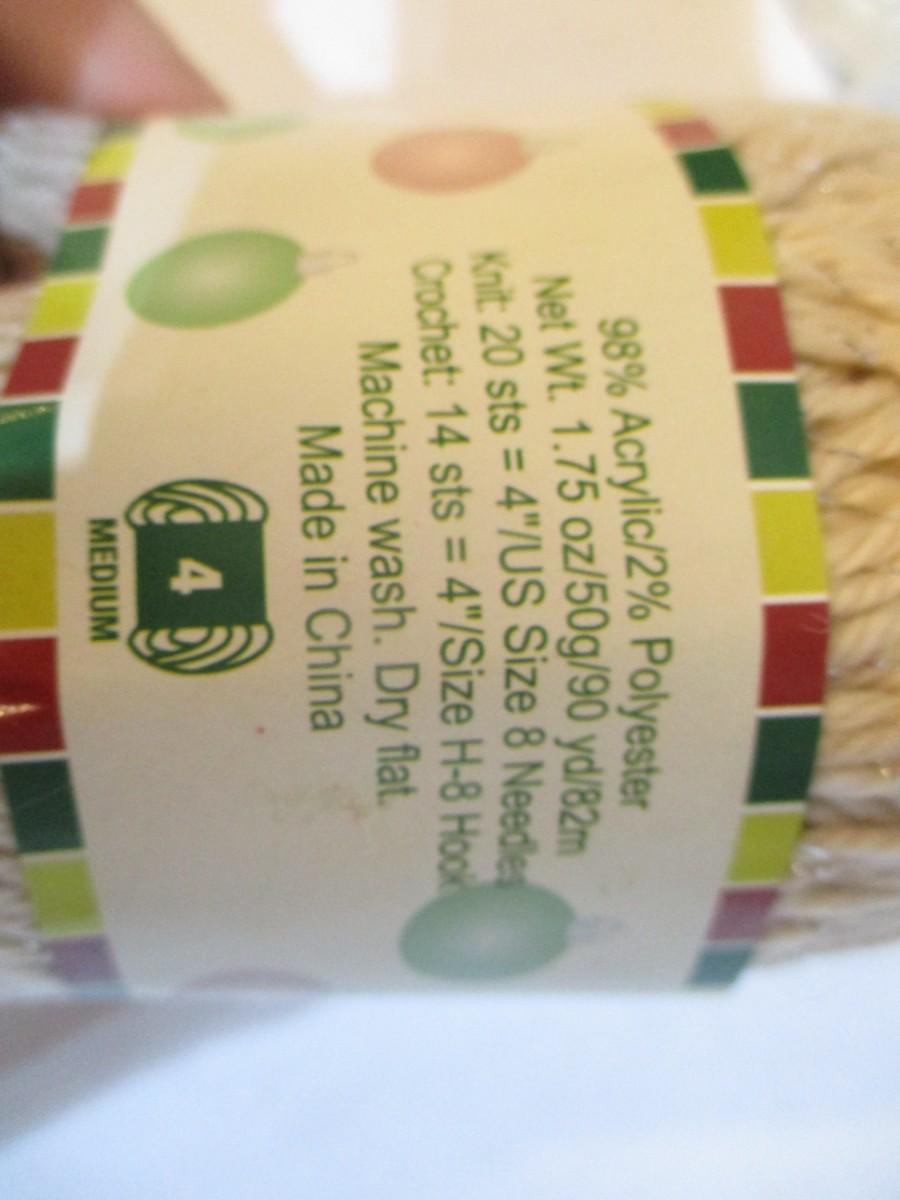 98% Acrylic/2% Polyester
Net Wt. 1.75 oz/50g/90 yd/82m
Knit: 20 sts = 4"/US Size 8 Needles
Crochet: 14 sts = 4"/Size H-8 Hook
Machine wash. Dry flat.
Made in China
4
MEDIUM